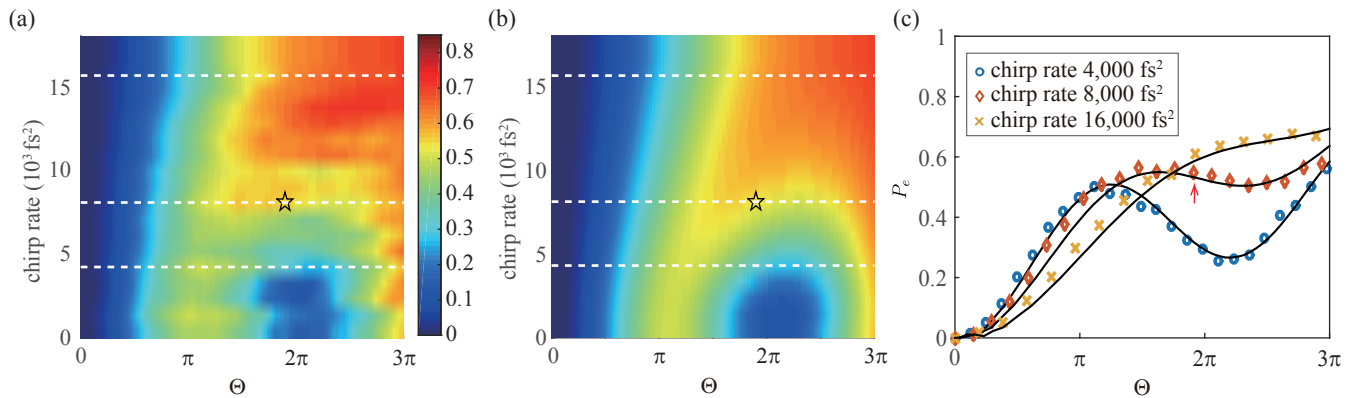 (a)
chirp rate (10³ fs²)
15
10
5
0
0
π
2π
3π
Θ
0.8
0.7
0.6
0.5
0.4
0.3
0.2
0.1
0
(b)
chirp rate (10³ fs²)
15
10
5
0
0
π
2π
3π
Θ
(c)
Pₑ
1
0.8
0.6
0.4
0.2
0
chirp rate 4,000 fs²
chirp rate 8,000 fs²
chirp rate 16,000 fs²
0
π
2π
3π
Θ